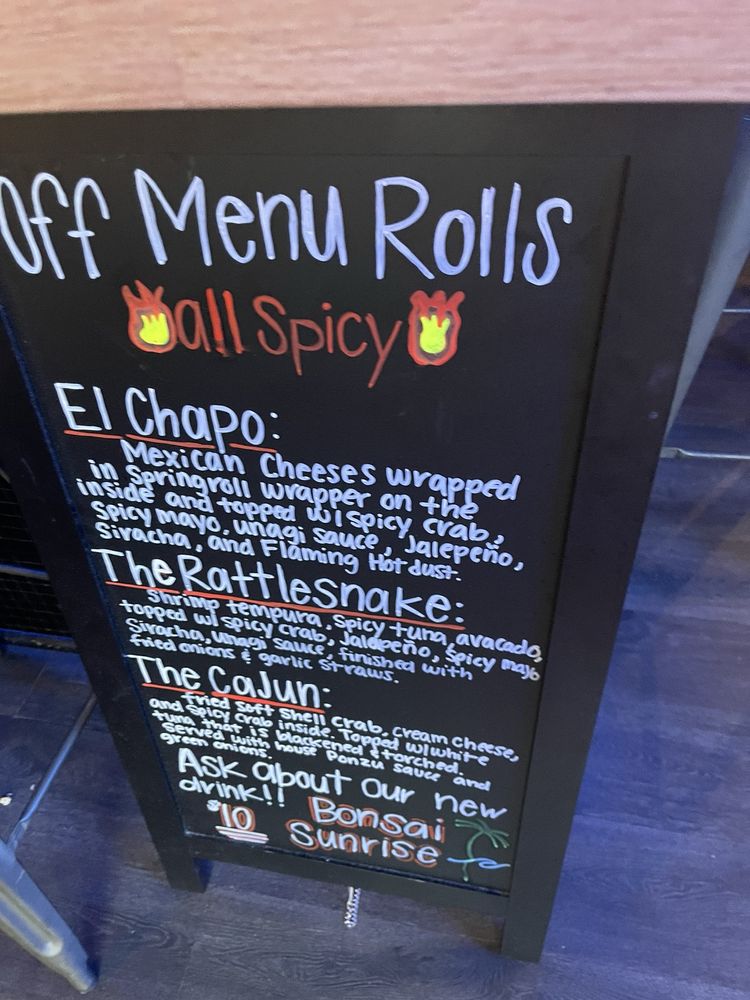 Off Menu Rolls
all Spicy
El Chapo:
Mexican Cheeses wrapped
in Springroll wrapper on the
inside and topped w/ spicy crab,
Spicy mayo, unagi sauce, Jalepeño,
Siracha, and Flaming Hot dust.
The Rattlesnake:
Shrimp tempura, Spicy tuna, avacado,
topped w/ spicy crab, Jalapeño, Spicy mayo
Siracha, unagi sauce, finished with
fried onions & garlic straws.
The Cajun:
fried Soft Shell Crab, cream cheese,
and Spicy Crab inside. Topped w/ white
tuna that is blackened & torched.
Served with house Ponzu sauce and
green onions.
Ask about our new
drink!! Bonsai
$10 Sunrise